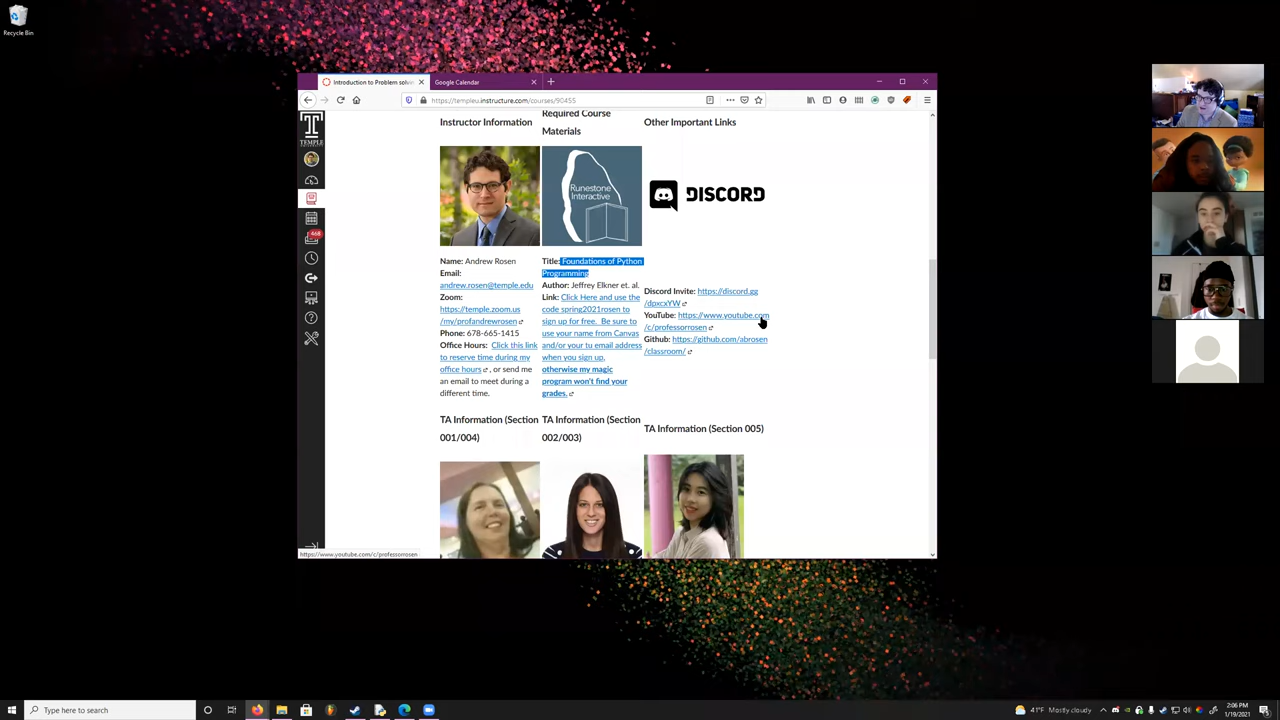 Recycle Bin
Introduction to Problem solvin
Google Calendar
https://templeu.instructure.com/courses/90455
TEMPLE
468
Instructor Information
Required Course
Materials
Other Important Links
Runestone
Interactive
DISCORD
Name: Andrew Rosen
Email:
andrew.rosen@temple.edu
Zoom:
https://temple.zoom.us
/my/profandrewrosen
Phone: 678-665-1415
Office Hours: Click this link
to reserve time during my
office hours , or send me
an email to meet during a
different time.
Title: Foundations of Python
Programming
Author: Jeffrey Elkner et. al.
Link: Click Here and use the
code spring2021rosen to
sign up for free. Be sure to
use your name from Canvas
and/or your tu email address
when you sign up,
otherwise my magic
program won't find your
grades.
Discord Invite: https://discord.gg
/dpxcxYW
YouTube: https://www.youtube.com
/c/professorrosen
Github: https://github.com/abrosen
/classroom/
TA Information (Section
001/004)
TA Information (Section
002/003)
TA Information (Section 005)
https://www.youtube.com/c/professorrosen
Type here to search
41°F Mostly cloudy
2:06 PM
1/19/2021